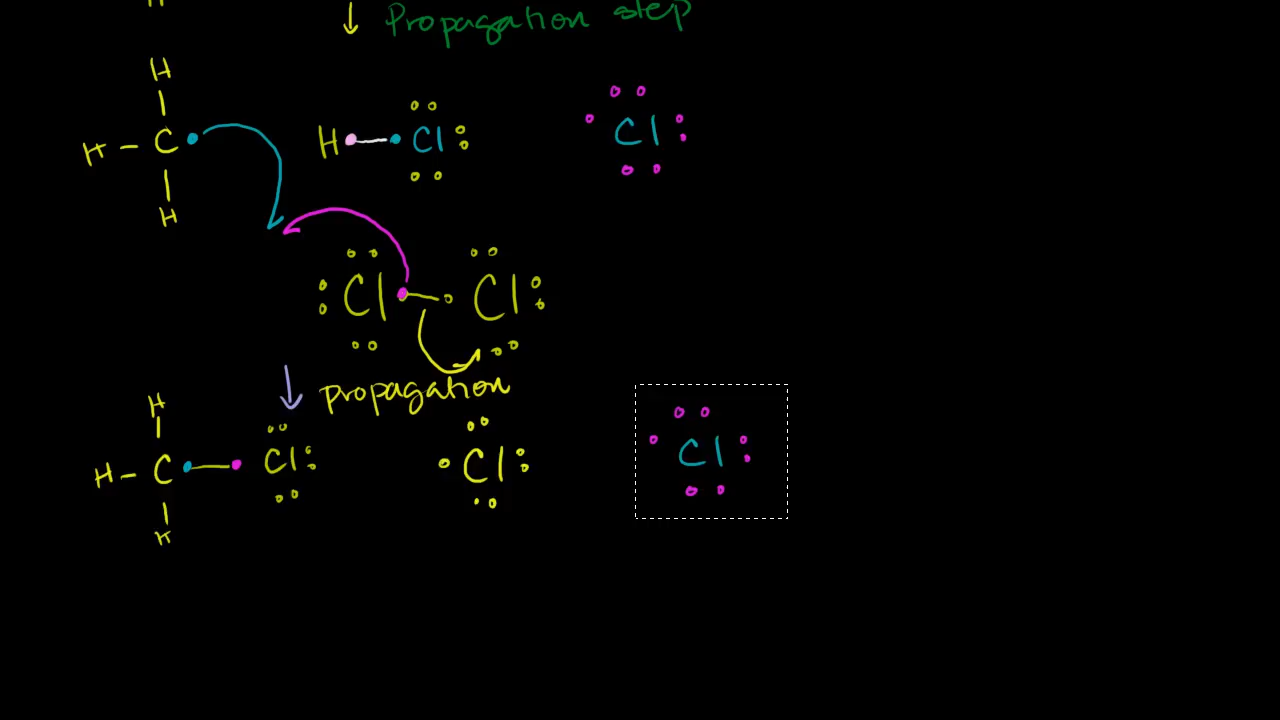 H
Propagation step
H
H - C
H
H - Cl
Cl
Cl - Cl
propagation
H
H - C - Cl
H
Cl
Cl